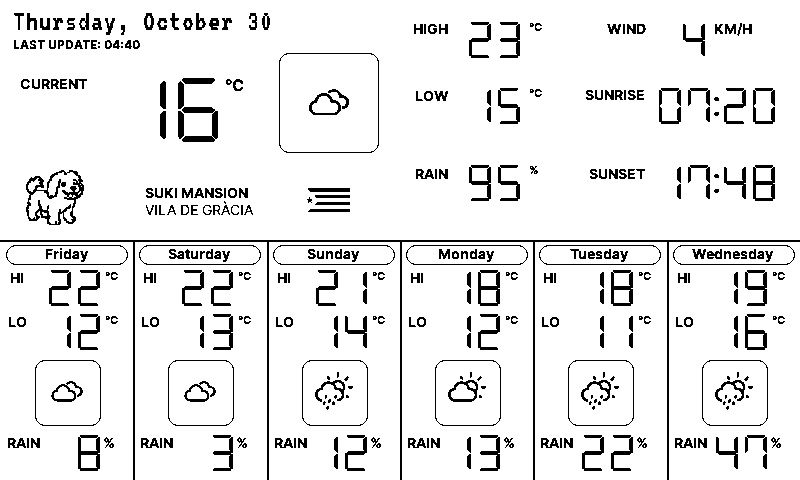 Thursday, October 30
LAST UPDATE: 04:40
CURRENT 16 °C
HIGH 23 °C
LOW 15 °C
RAIN 95 %
WIND 4 KM/H
SUNRISE 07:20
SUNSET 17:48
SUKI MANSION
VILA DE GRÀCIA
Friday
HI 22 °C
LO 12 °C
RAIN 8 %
Saturday
HI 22 °C
LO 13 °C
RAIN 3 %
Sunday
HI 21 °C
LO 14 °C
RAIN 12 %
Monday
HI 18 °C
LO 12 °C
RAIN 13 %
Tuesday
HI 18 °C
LO 11 °C
RAIN 22 %
Wednesday
HI 19 °C
LO 16 °C
RAIN 47 %